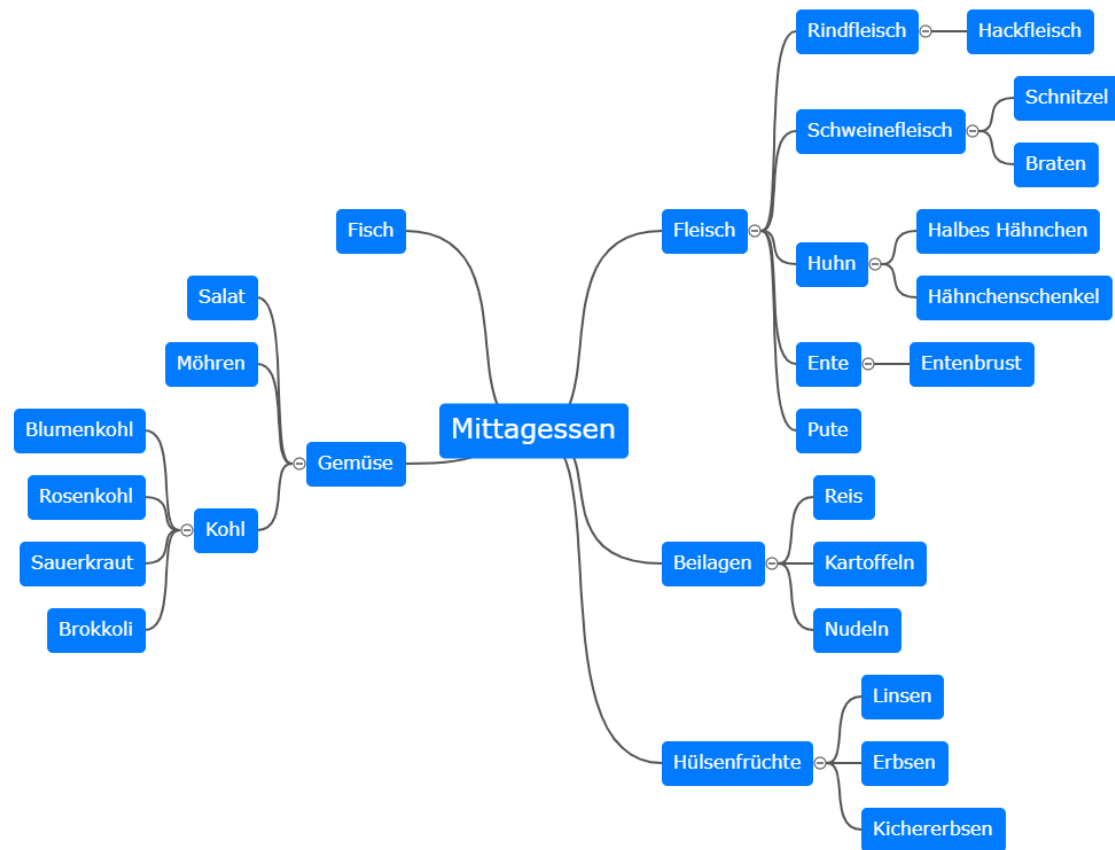 Mittagessen
Fleisch
Rindfleisch
Hackfleisch
Schweinefleisch
Schnitzel
Braten
Huhn
Halbes Hähnchen
Hähnchenschenkel
Ente
Entenbrust
Pute
Beilagen
Reis
Kartoffeln
Nudeln
Hülsenfrüchte
Linsen
Erbsen
Kichererbsen
Fisch
Gemüse
Salat
Möhren
Kohl
Blumenkohl
Rosenkohl
Sauerkraut
Brokkoli